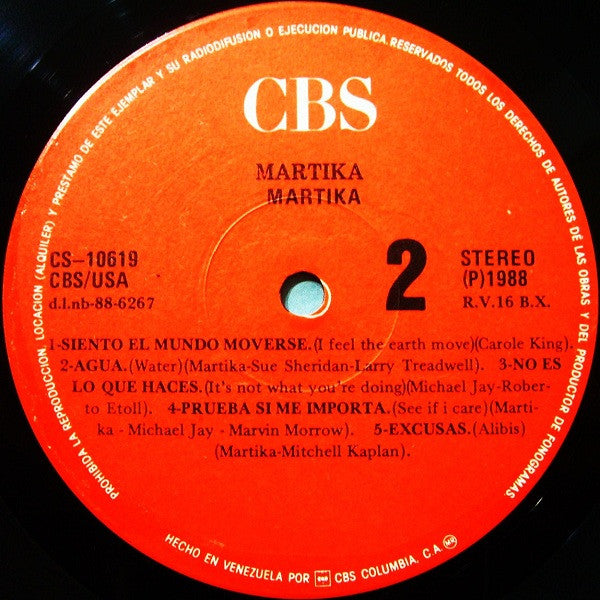 CBS
MARTIKA
MARTIKA
CS-10619
CBS/USA
d.l.nb-88-6267
2
STEREO
(P)1988
R.V.16 B.X.
1-SIENTO EL MUNDO MOVERSE.(I feel the earth move)(Carole King).
2-AGUA.(Water)(Martika-Sue Sheridan-Larry Treadwell). 3-NO ES
LO QUE HACES.(It's not what you're doing)(Michael Jay-Rober-
to Etoll). 4-PRUEBA SI ME IMPORTA.(See if i care)(Marti-
ka - Michael Jay - Marvin Morrow). 5-EXCUSAS.(Alibis)
(Martika-Mitchell Kaplan).
PROHIBIDA LA REPRODUCCION, LOCACION (ALQUILER) Y PRESTAMO DE ESTE EJEMPLAR Y SU RADIODIFUSION O EJECUCION PUBLICA. RESERVADOS TODOS LOS DERECHOS DE AUTORES DE LAS OBRAS Y DEL PRODUCTOR DE FONOGRAMAS.
HECHO EN VENEZUELA POR CBS COLUMBIA, C.A. MR